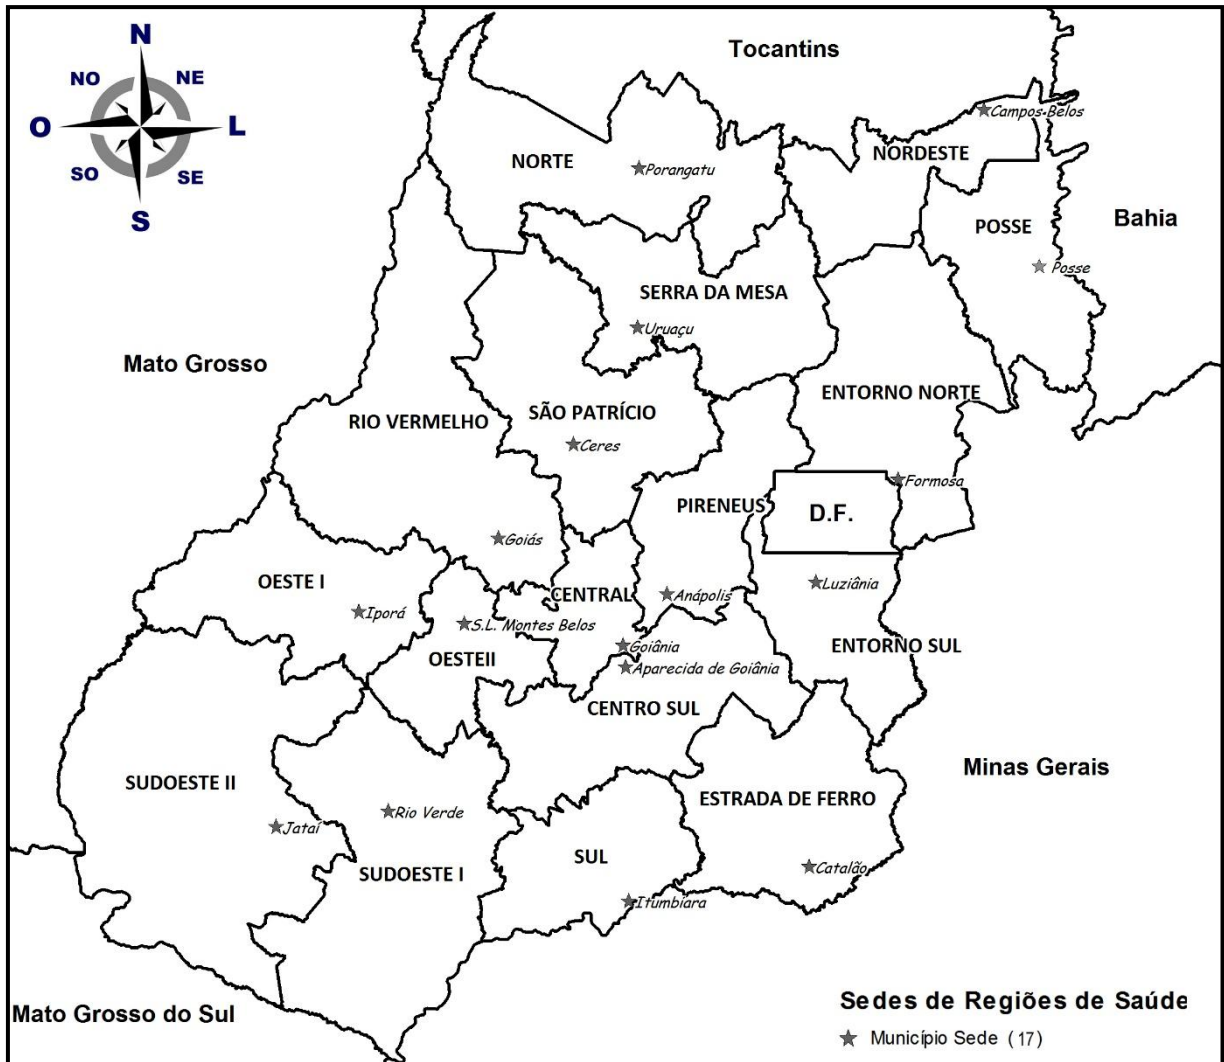 N
NO
NE
O
L
SO
SE
S
Tocantins
Campos-Belos
NORTE
Porangatu
NORDESTE
Bahia
POSSE
Posse
SERRA DA MESA
Uruaçu
Mato Grosso
ENTORNO NORTE
SÃO PATRÍCIO
RIO VERMELHO
Ceres
Formosa
PIRENEUS
D.F.
Goiás
OESTE I
Luziânia
CENTRAL
Anápolis
Iporá
S.L. Montes Belos
Goiânia
ENTORNO SUL
OESTEII
Aparecida de Goiânia
CENTRO SUL
Minas Gerais
SUDOESTE II
ESTRADA DE FERRO
Rio Verde
Jataí
SUL
Catalão
SUDOESTE I
Itumbiara
Mato Grosso do Sul
Sedes de Regiões de Saúde
Município Sede (17)